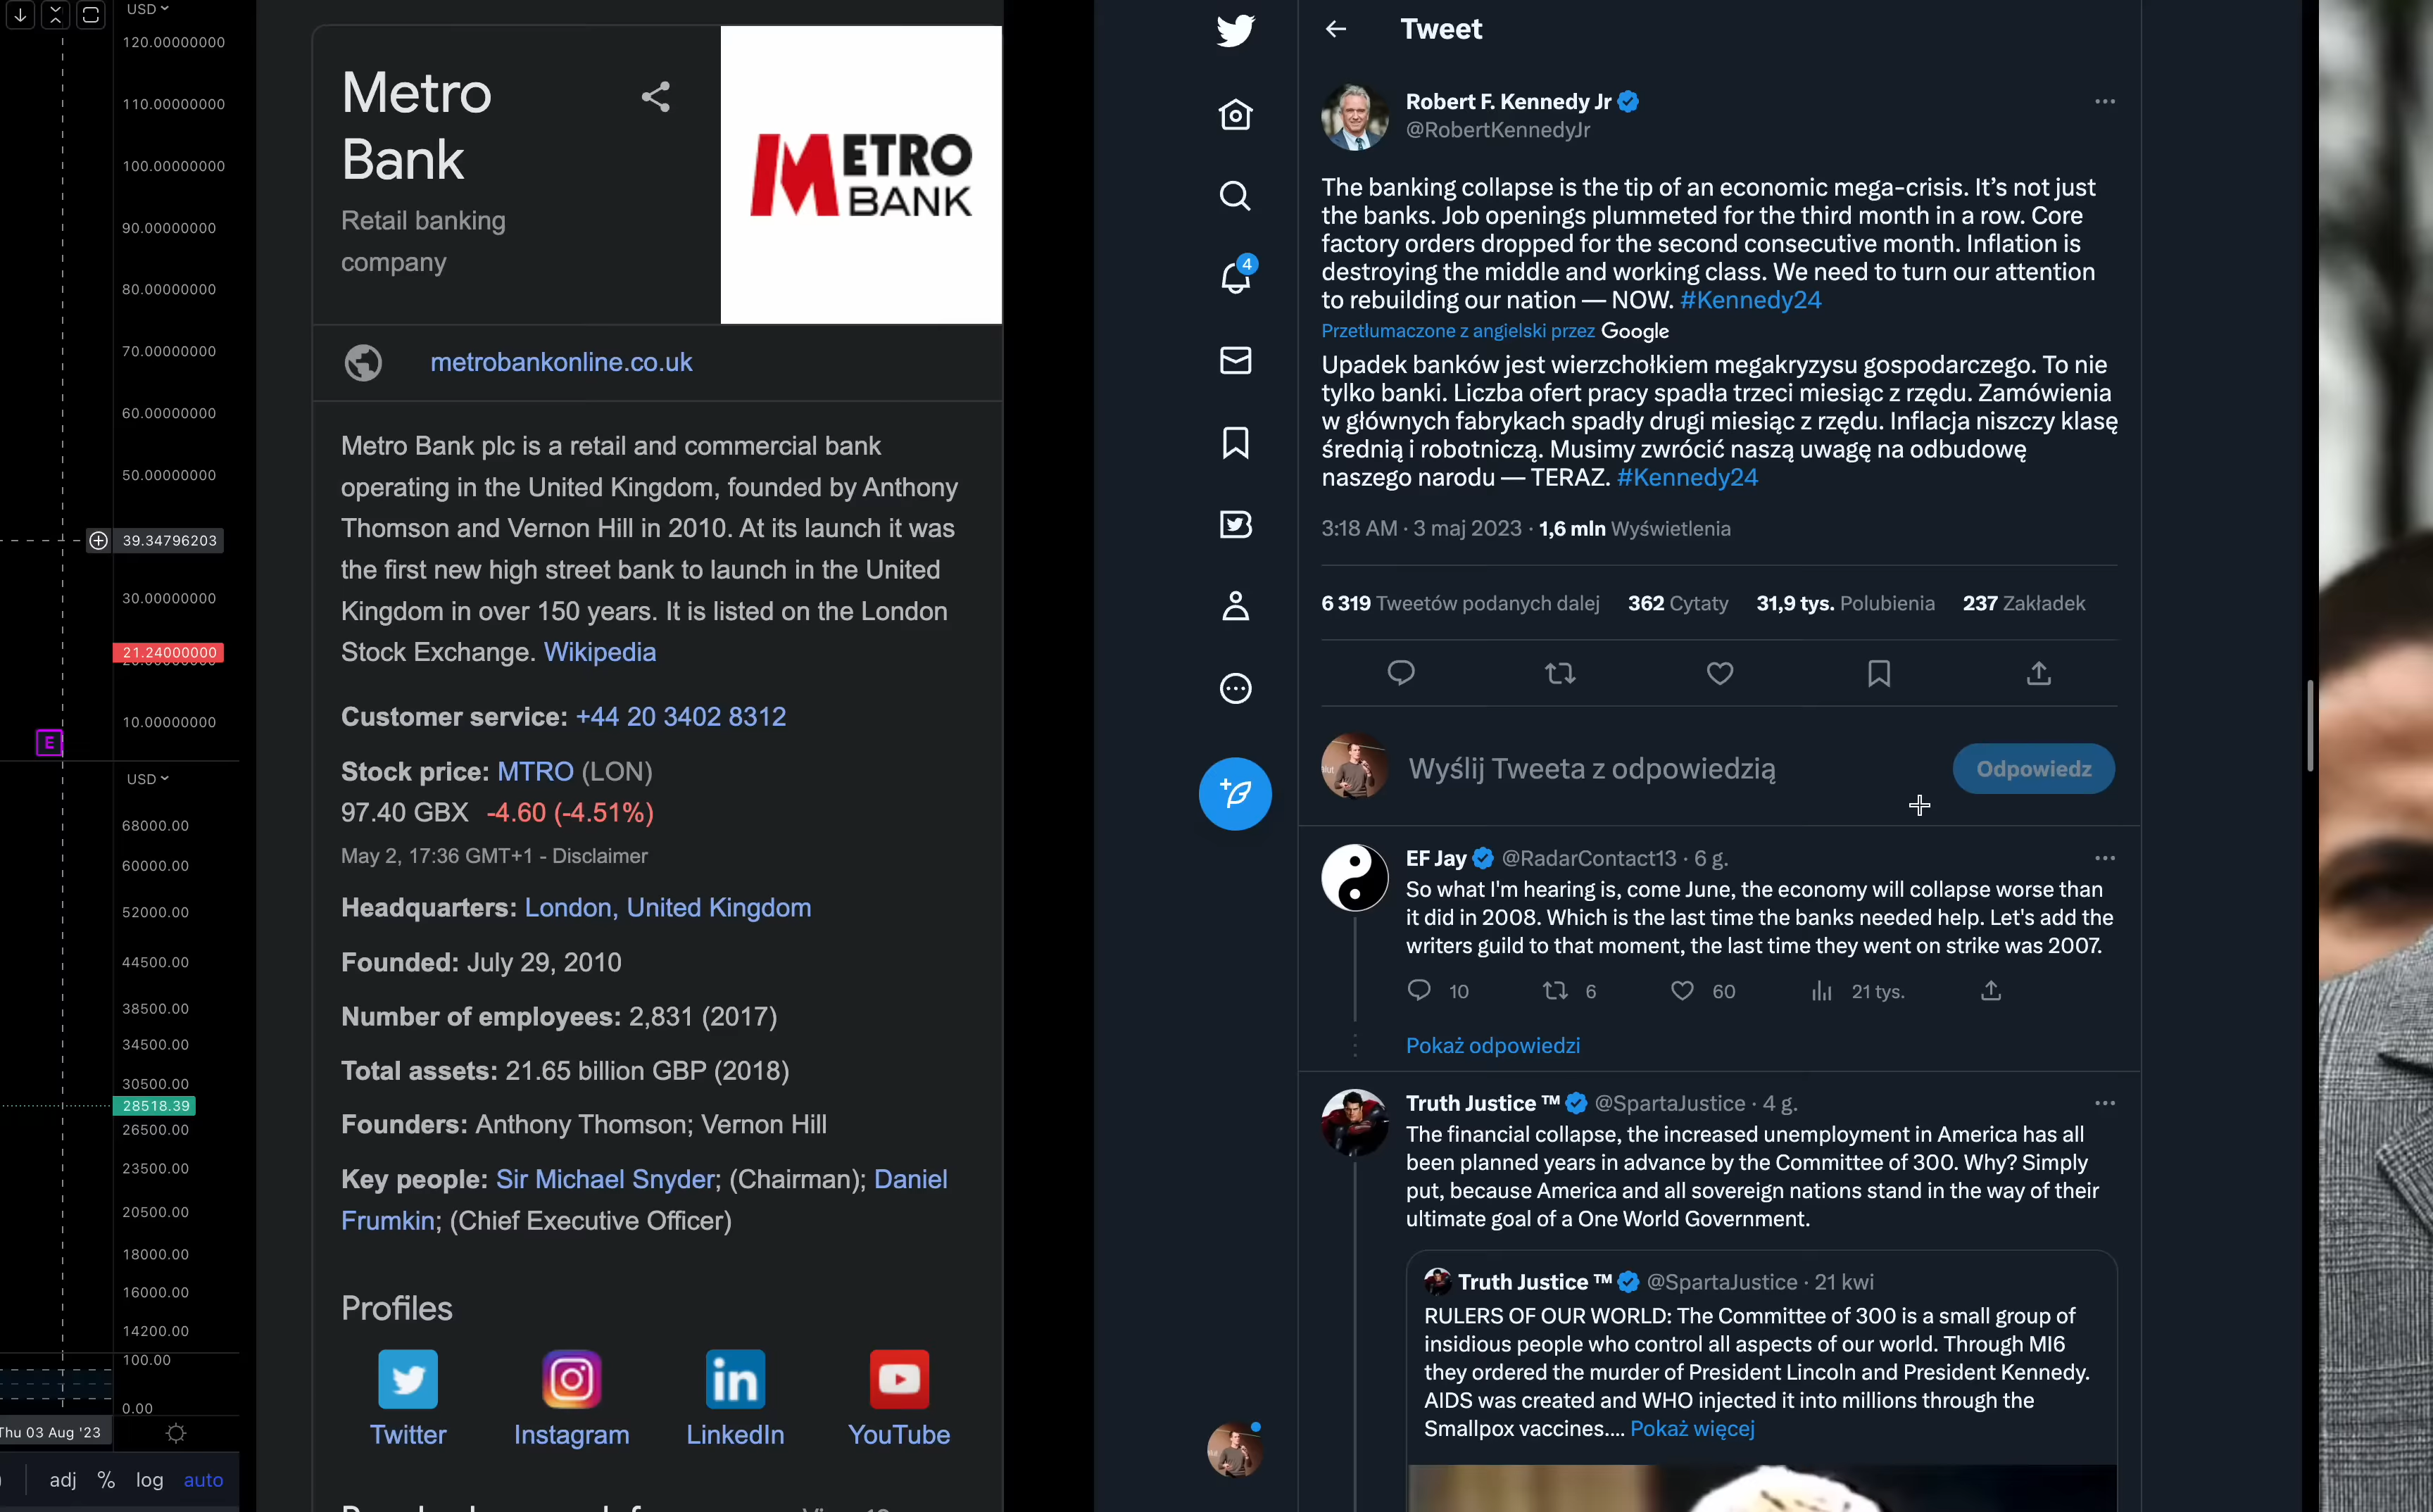 USD
120.00000000
110.00000000
100.00000000
90.00000000
80.00000000
70.00000000
60.00000000
50.00000000
39.34796203
30.00000000
21.24000000
10.00000000
E
USD
68000.00
60000.00
52000.00
44500.00
38500.00
34500.00
30500.00
28518.39
26500.00
23500.00
20500.00
18000.00
16000.00
14200.00
100.00
0.00
Thu 03 Aug '23
adj % log auto
Metro
Bank
Retail banking
company
METRO
BANK
metrobankonline.co.uk
Metro Bank plc is a retail and commercial bank
operating in the United Kingdom, founded by Anthony
Thomson and Vernon Hill in 2010. At its launch it was
the first new high street bank to launch in the United
Kingdom in over 150 years. It is listed on the London
Stock Exchange. Wikipedia
Customer service: +44 20 3402 8312
Stock price: MTRO (LON)
97.40 GBX -4.60 (-4.51%)
May 2, 17:36 GMT+1 - Disclaimer
Headquarters: London, United Kingdom
Founded: July 29, 2010
Number of employees: 2,831 (2017)
Total assets: 21.65 billion GBP (2018)
Founders: Anthony Thomson; Vernon Hill
Key people: Sir Michael Snyder; (Chairman); Daniel
Frumkin; (Chief Executive Officer)
Profiles
Twitter Instagram LinkedIn YouTube
4
Tweet
Robert F. Kennedy Jr
@RobertKennedyJr
The banking collapse is the tip of an economic mega-crisis. It's not just
the banks. Job openings plummeted for the third month in a row. Core
factory orders dropped for the second consecutive month. Inflation is
destroying the middle and working class. We need to turn our attention
to rebuilding our nation — NOW. #Kennedy24
Przetłumaczone z angielski przez Google
Upadek banków jest wierzchołkiem megakryzysu gospodarczego. To nie
tylko banki. Liczba ofert pracy spadła trzeci miesiąc z rzędu. Zamówienia
w głównych fabrykach spadły drugi miesiąc z rzędu. Inflacja niszczy klasę
średnią i robotniczą. Musimy zwrócić naszą uwagę na odbudowę
naszego narodu — TERAZ. #Kennedy24
3:18 AM · 3 maj 2023 · 1,6 mln Wyświetlenia
6 319 Tweetów podanych dalej 362 Cytaty 31,9 tys. Polubienia 237 Zakładek
Wyślij Tweeta z odpowiedzią
Odpowiedz
EF Jay @RadarContact13 · 6 g.
So what I'm hearing is, come June, the economy will collapse worse than
it did in 2008. Which is the last time the banks needed help. Let's add the
writers guild to that moment, the last time they went on strike was 2007.
10 6 60 21 tys.
Pokaż odpowiedzi
Truth Justice ™ @SpartaJustice · 4 g.
The financial collapse, the increased unemployment in America has all
been planned years in advance by the Committee of 300. Why? Simply
put, because America and all sovereign nations stand in the way of their
ultimate goal of a One World Government.
Truth Justice ™ @SpartaJustice · 21 kwi
RULERS OF OUR WORLD: The Committee of 300 is a small group of
insidious people who control all aspects of our world. Through MI6
they ordered the murder of President Lincoln and President Kennedy.
AIDS was created and WHO injected it into millions through the
Smallpox vaccines.... Pokaż więcej